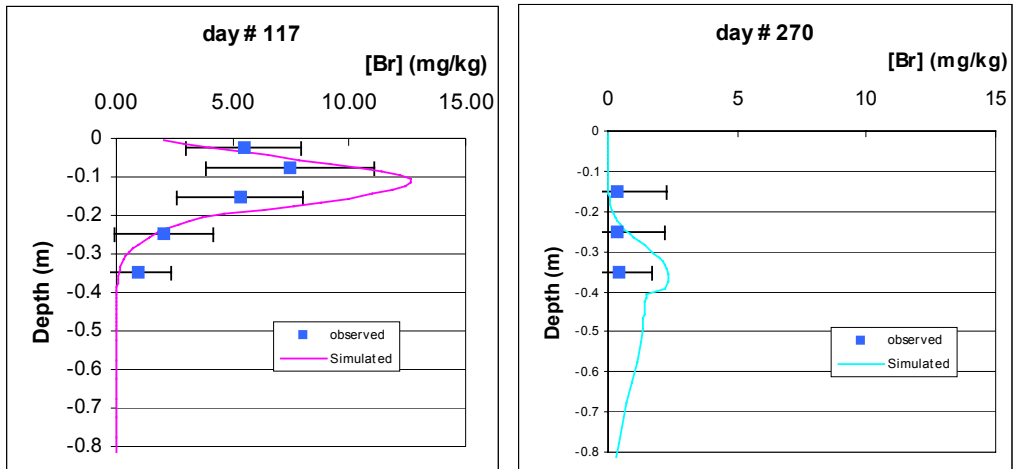 day # 117
[Br] (mg/kg)
0.00 5.00 10.00 15.00
0
-0.1
-0.2
-0.3
-0.4
-0.5
-0.6
-0.7
-0.8
Depth (m)
observed
Simulated
day # 270
[Br] (mg/kg)
0 5 10 15
0
-0.1
-0.2
-0.3
-0.4
-0.5
-0.6
-0.7
-0.8
Depth (m)
observed
Simulated